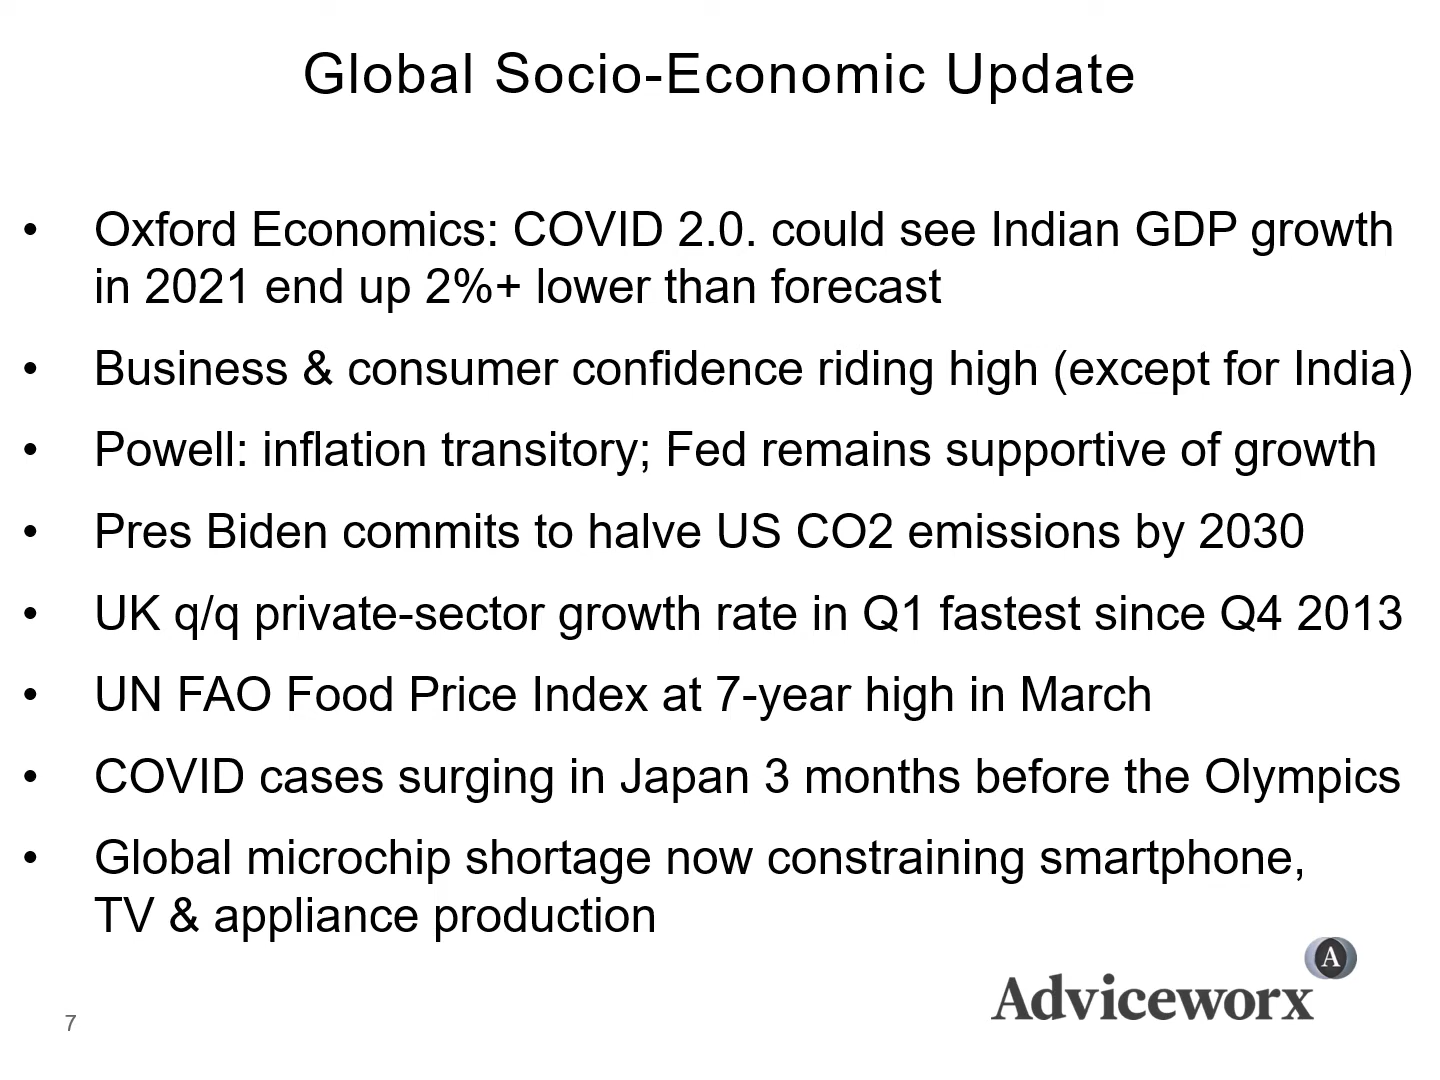 Global Socio-Economic Update
• Oxford Economics: COVID 2.0. could see Indian GDP growth
in 2021 end up 2%+ lower than forecast
• Business & consumer confidence riding high (except for India)
• Powell: inflation transitory; Fed remains supportive of growth
• Pres Biden commits to halve US CO2 emissions by 2030
• UK q/q private-sector growth rate in Q1 fastest since Q4 2013
• UN FAO Food Price Index at 7-year high in March
• COVID cases surging in Japan 3 months before the Olympics
• Global microchip shortage now constraining smartphone,
TV & appliance production
A
Adviceworx
7